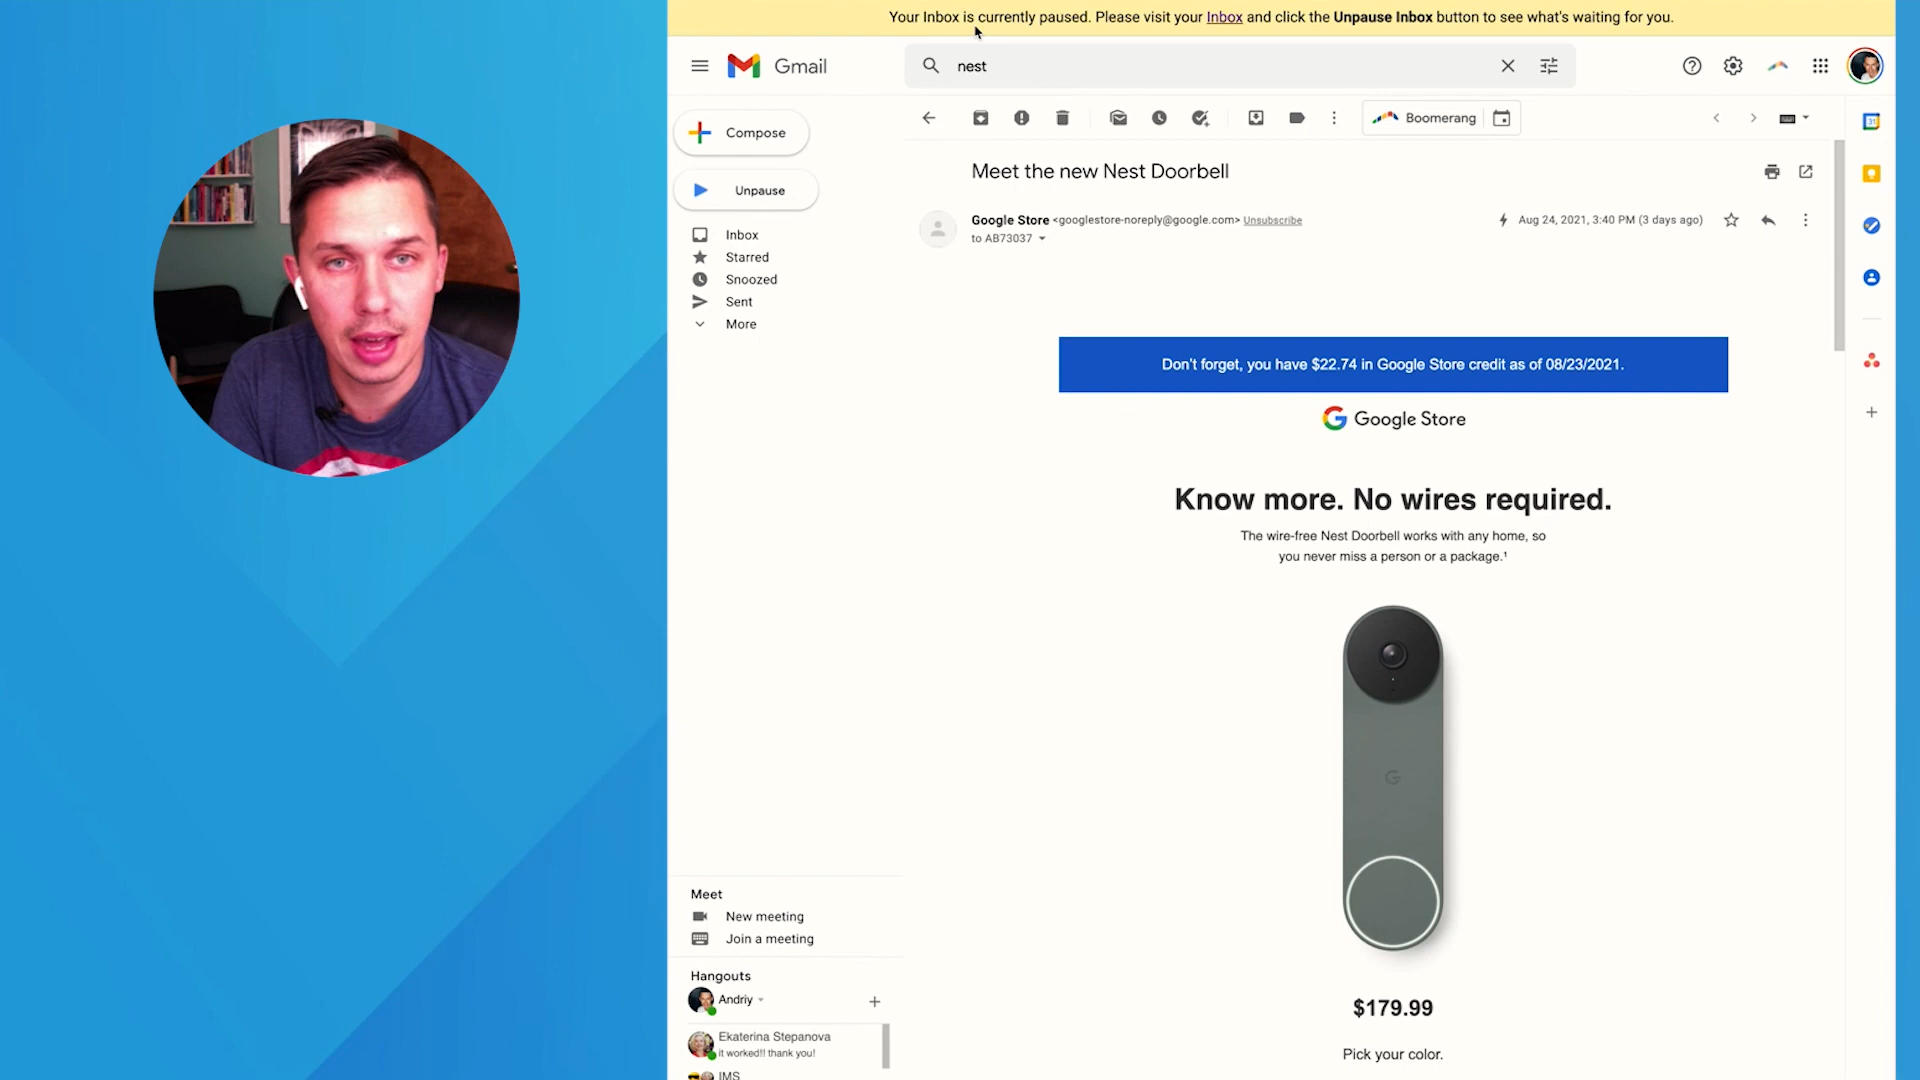 Your Inbox is currently paused. Please visit your Inbox and click the Unpause Inbox button to see what's waiting for you.
Gmail
nest
Compose
Boomerang
Unpause
Inbox
Starred
Snoozed
Sent
More
Meet the new Nest Doorbell
Google Store <googlestore-noreply@google.com> Unsubscribe
Aug 24, 2021, 3:40 PM (3 days ago)
to AB73037
Don't forget, you have $22.74 in Google Store credit as of 08/23/2021.
Google Store
Know more. No wires required.
The wire-free Nest Doorbell works with any home, so
you never miss a person or a package.¹
G
$179.99
Pick your color.
Meet
New meeting
Join a meeting
Hangouts
Andriy
Ekaterina Stepanova
it worked!! thank you!
IMS
31